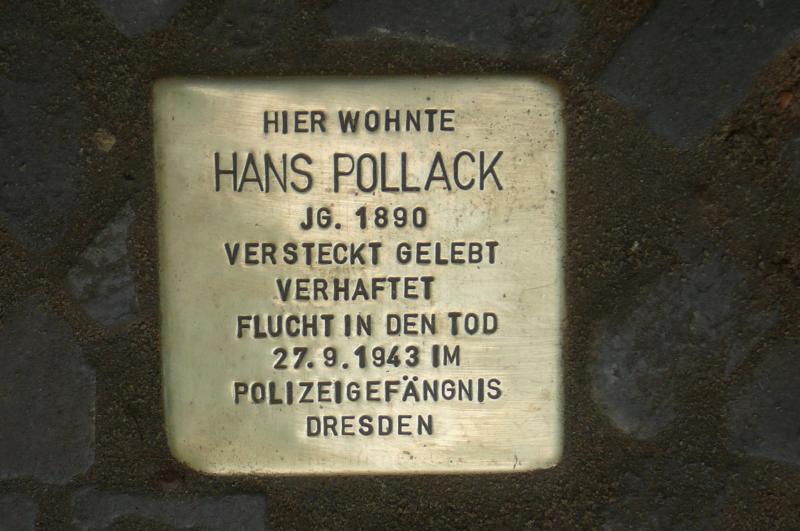 HIER WOHNTE
HANS POLLACK
JG. 1890
VERSTECKT GELEBT
VERHAFTET
FLUCHT IN DEN TOD
27.9.1943 IM
POLIZEIGEFÄNGNIS
DRESDEN